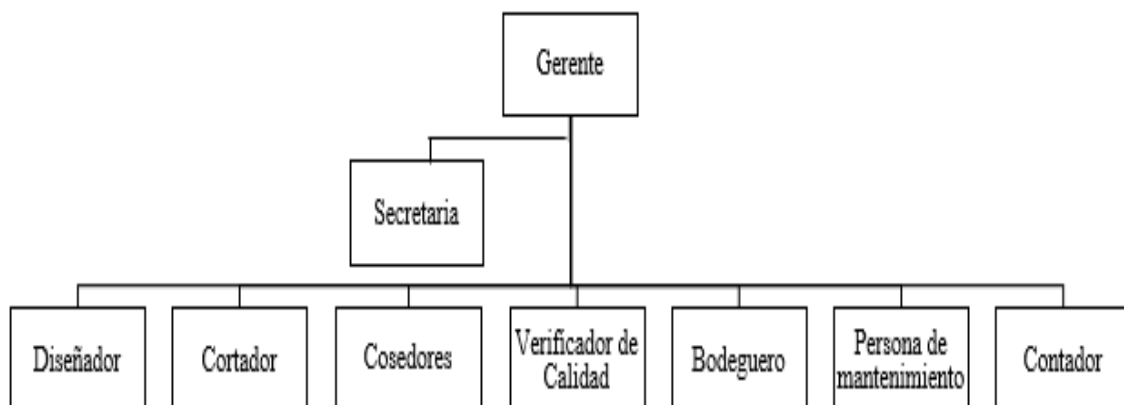 Gerente
Secretaria
Diseñador
Cortador
Cosedores
Verificador de
Calidad
Bodeguero
Persona de
mantenimiento
Contador